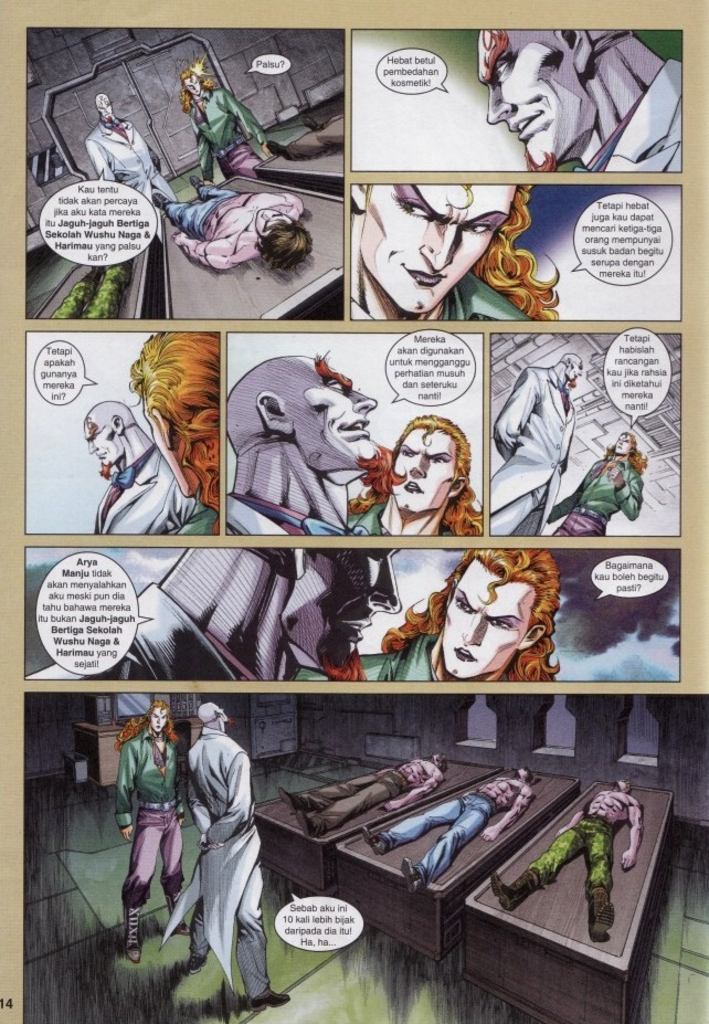 Palsu?
Kau tentu
tidak akan percaya
jika aku kata mereka
itu Jaguh-jaguh Bertiga
Sekolah Wushu Naga &
Harimau yang palsu
kan?
Hebat betul
pembedahan
kosmetik!
Tetapi hebat
juga kau dapat
mencari ketiga-tiga
orang mempunyai
susuk badan begitu
serupa dengan
mereka itu!
Tetapi
apakah
gunanya
mereka
ini?
Mereka
akan digunakan
untuk mengganggu
perhatian musuh
dan seteruku
nanti!
Tetapi
habislah
rancangan
kau jika rahsia
ini diketahui
mereka
nanti!
Arya
Manju tidak
akan menyalahkan
aku meski pun dia
tahu bahawa mereka
itu bukan Jaguh-jaguh
Bertiga Sekolah
Wushu Naga &
Harimau yang
sejati!
Bagaimana
kau boleh begitu
pasti?
Sebab aku ini
10 kali lebih bijak
daripada dia itu!
Ha, ha...
14